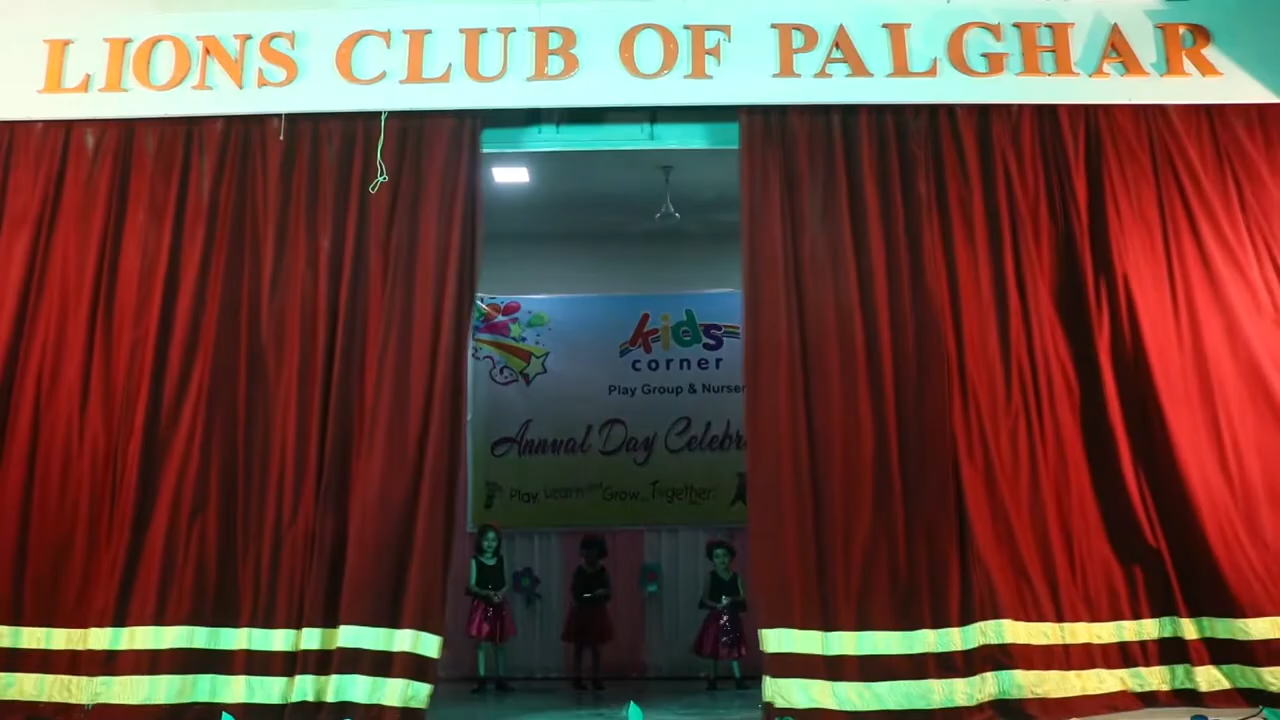 LIONS CLUB OF PALGHAR
kids
corner
Play Group & Nurser
Annual Day Celebr
Play, Learn and Grow... Together!